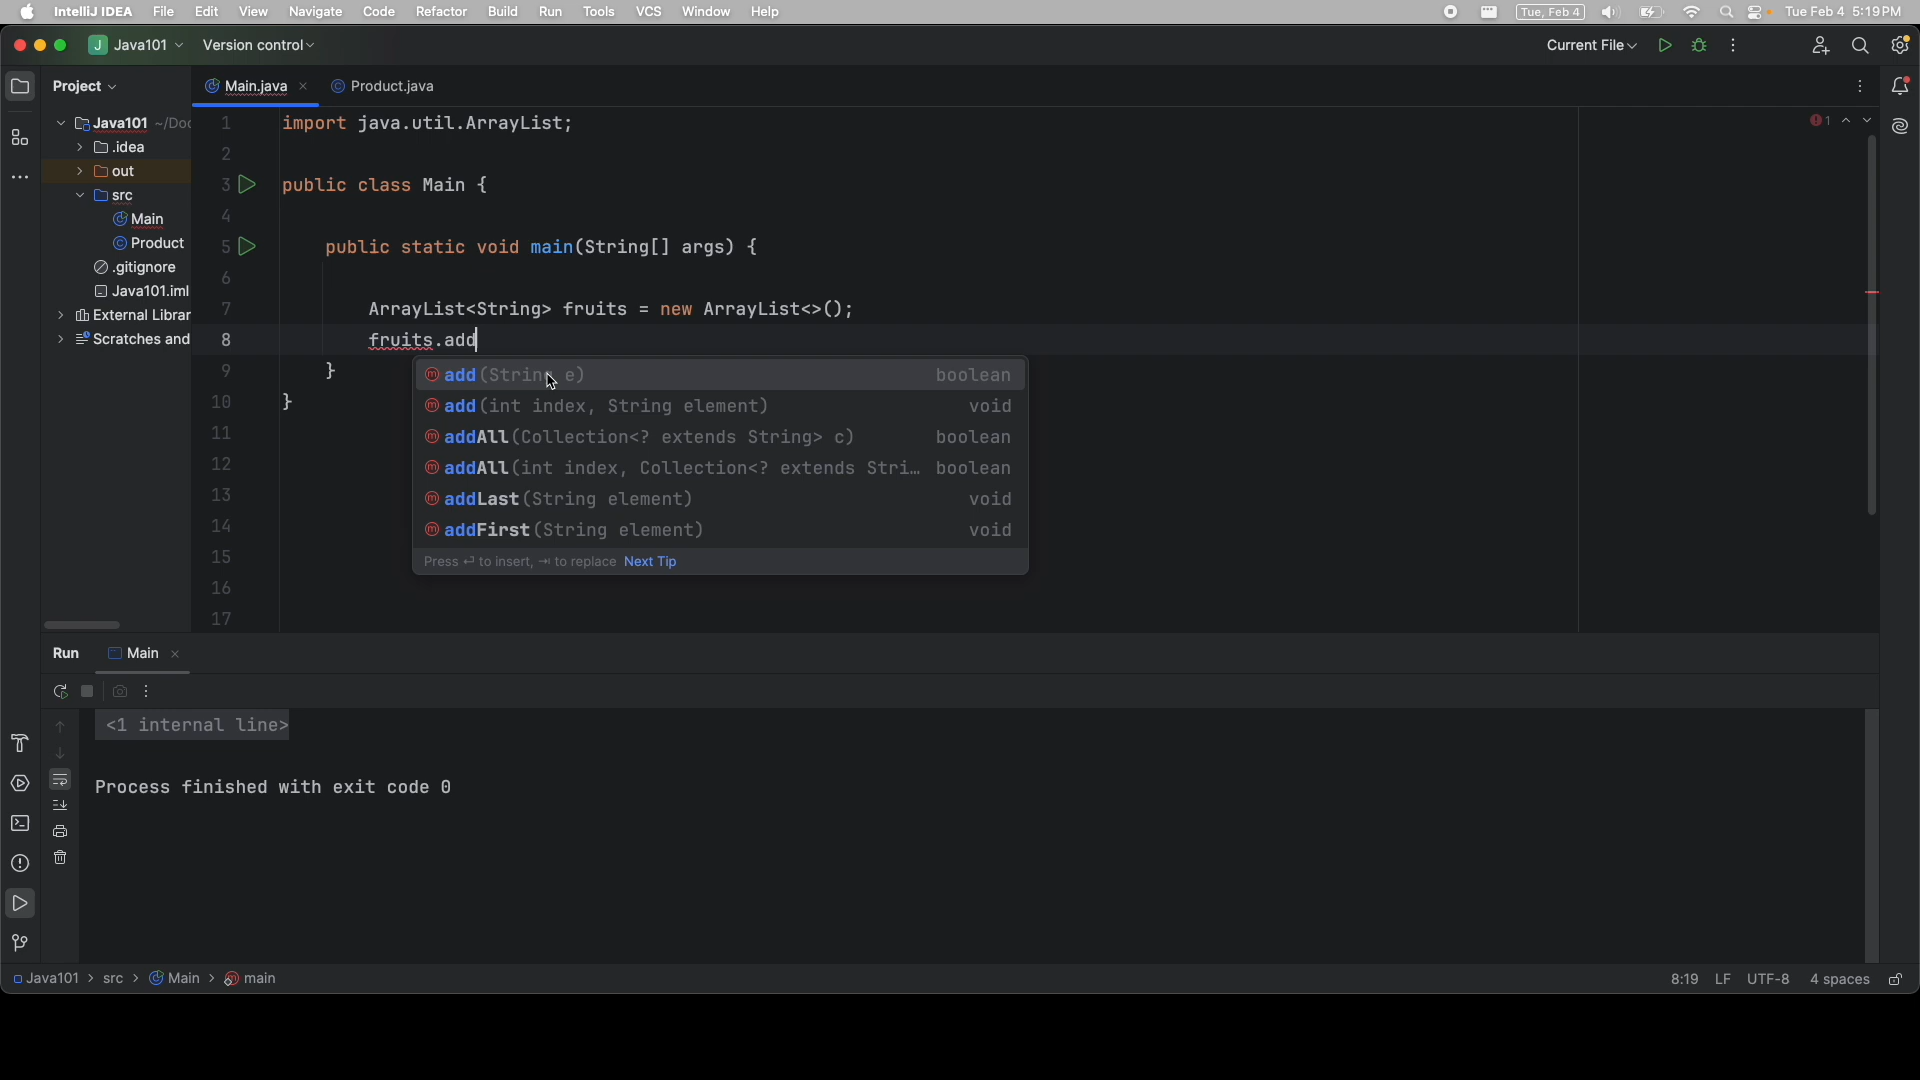 IntelliJ IDEA File Edit View Navigate Code Refactor Build Run Tools VCS Window Help Tue, Feb 4 Tue Feb 4 5:19 PM
J Java101 Version control Current File
Project Main.java Product.java
Java101 ~/Doc
.idea
out
src
Main
Product
.gitignore
Java101.iml
External Librar
Scratches and
1 import java.util.ArrayList;
2
3 public class Main {
4
5 public static void main(String[] args) {
6
7 ArrayList<String> fruits = new ArrayList<>();
8 fruits.add
9 }
10 }
11
12
13
14
15
16
17
1
add(String e) boolean
add(int index, String element) void
addAll(Collection<? extends String> c) boolean
addAll(int index, Collection<? extends Stri… boolean
addLast(String element) void
addFirst(String element) void
Press ⏎ to insert, ⇥ to replace Next Tip
Run Main
<1 internal line>
Process finished with exit code 0
Java101 > src > Main > main 8:19 LF UTF-8 4 spaces